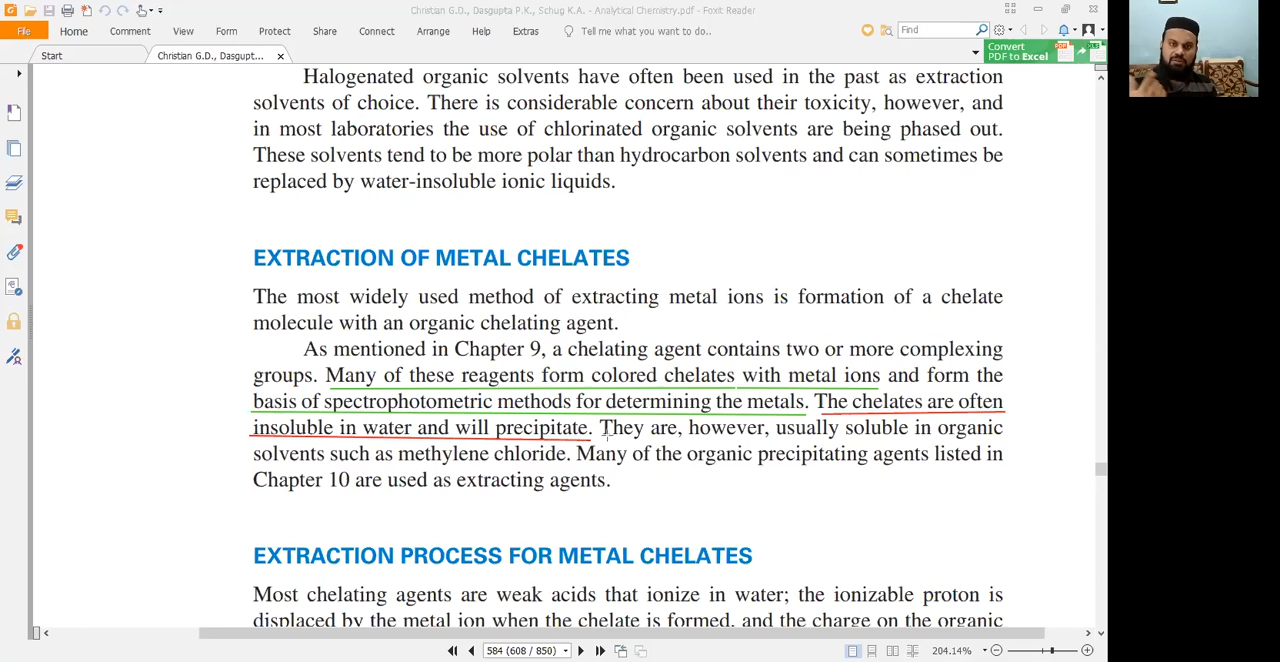 Christian G.D., Dasgupta P.K., Schug K.A. - Analytical Chemistry.pdf - Foxit Reader
File Home Comment View Form Protect Share Connect Arrange Help Extras Tell me what you want to do.. Find
Start Christian G.D., Dasgupt...
Convert
PDF to Excel
Halogenated organic solvents have often been used in the past as extraction
solvents of choice. There is considerable concern about their toxicity, however, and
in most laboratories the use of chlorinated organic solvents are being phased out.
These solvents tend to be more polar than hydrocarbon solvents and can sometimes be
replaced by water-insoluble ionic liquids.
EXTRACTION OF METAL CHELATES
The most widely used method of extracting metal ions is formation of a chelate
molecule with an organic chelating agent.
As mentioned in Chapter 9, a chelating agent contains two or more complexing
groups. Many of these reagents form colored chelates with metal ions and form the
basis of spectrophotometric methods for determining the metals. The chelates are often
insoluble in water and will precipitate. They are, however, usually soluble in organic
solvents such as methylene chloride. Many of the organic precipitating agents listed in
Chapter 10 are used as extracting agents.
EXTRACTION PROCESS FOR METAL CHELATES
Most chelating agents are weak acids that ionize in water; the ionizable proton is
displaced by the metal ion when the chelate is formed, and the charge on the organic
584 (608 / 850) 204.14%